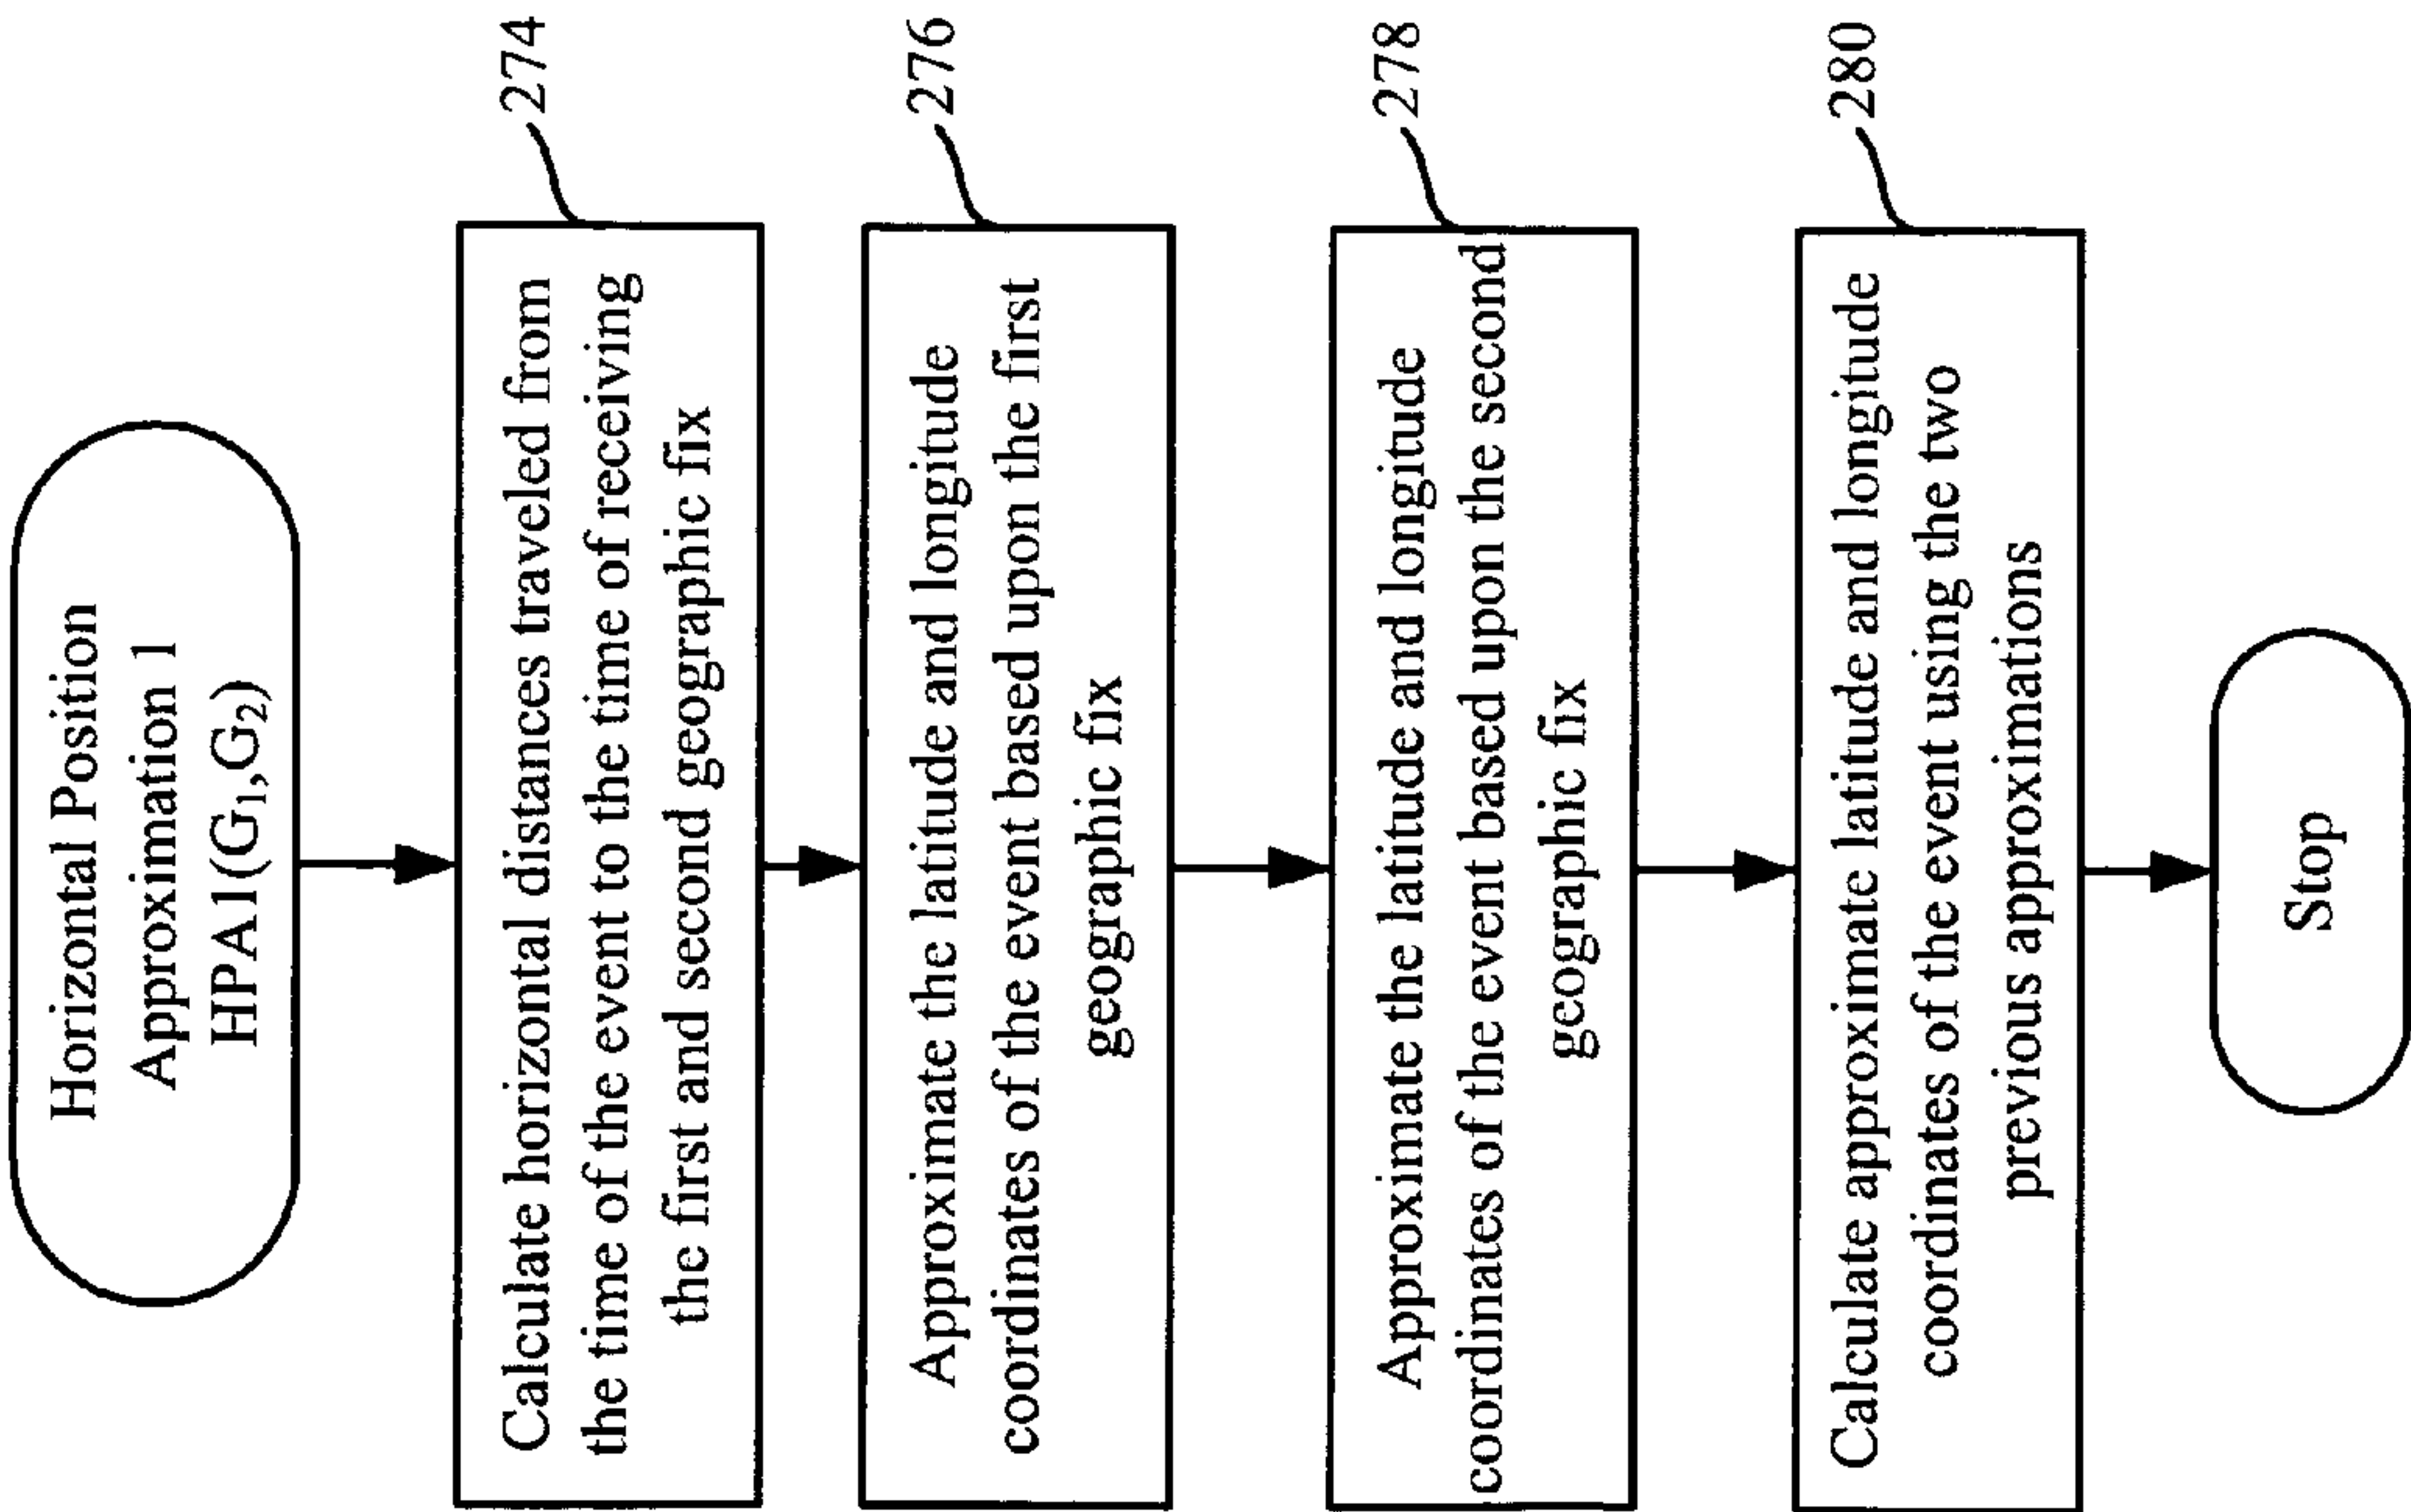 Horizontal Position
Approximation 1
HPA1(G₁,G₂)
274
Calculate horizontal distances traveled from
the time of the event to the time of receiving
the first and second geographic fix
276
Approximate the latitude and longitude
coordinates of the event based upon the first
geographic fix
278
Approximate the latitude and longitude
coordinates of the event based upon the second
geographic fix
280
Calculate approximate latitude and longitude
coordinates of the event using the two
previous approximations
Stop